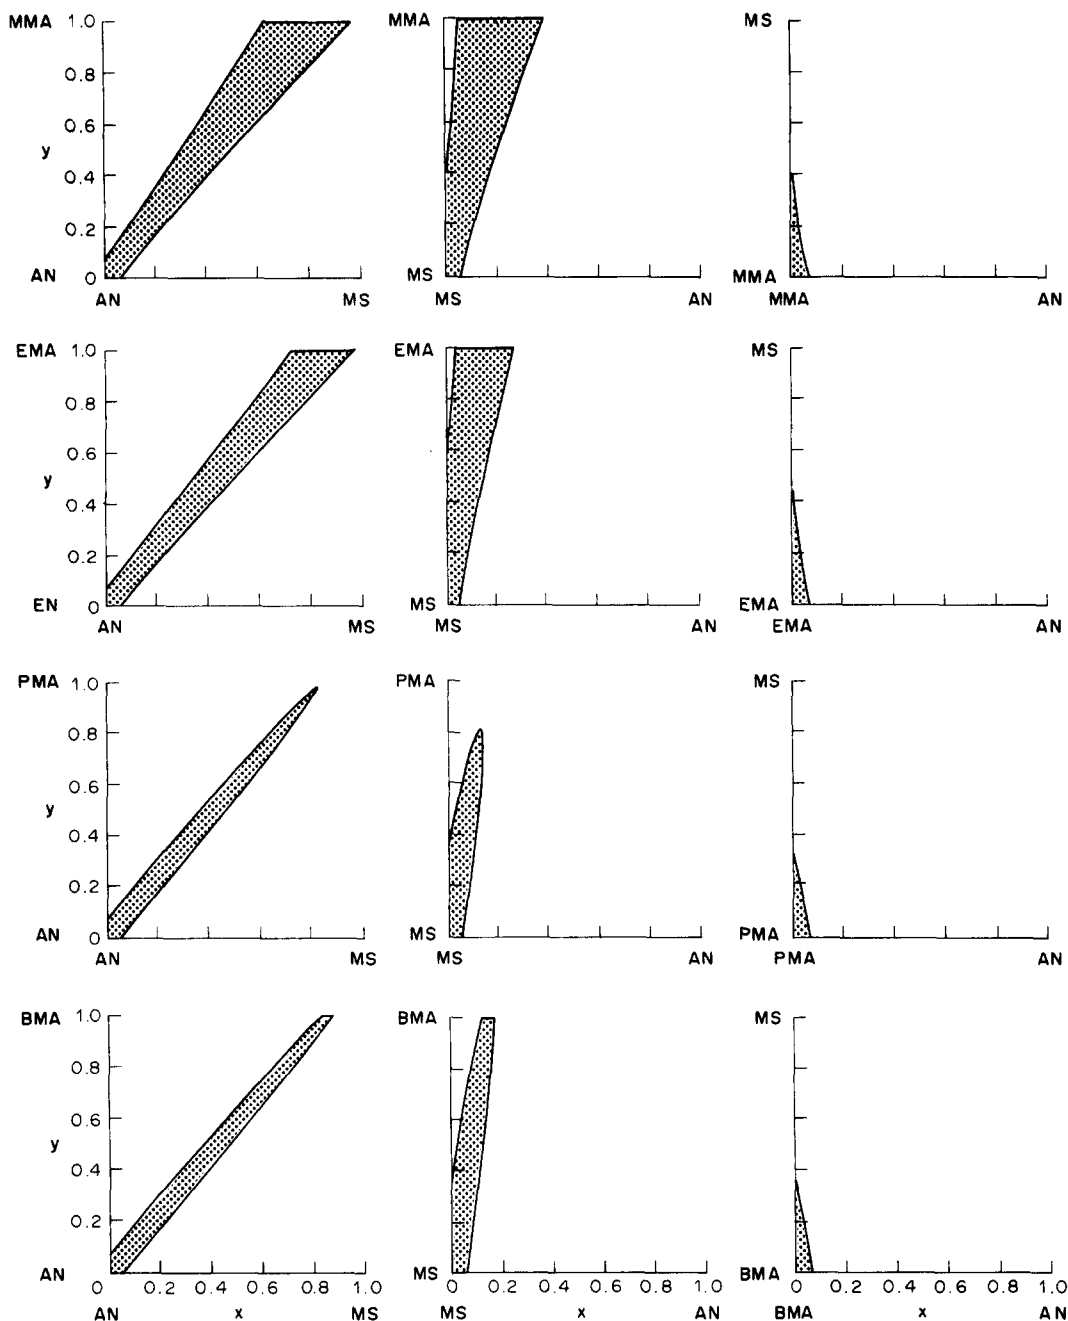 MMA 1.0 MMA MS
0.8
0.6
y
0.4
0.2
AN 0 MS MMA
AN MS MS AN MMA AN
EMA 1.0 EMA MS
0.8
0.6
y
0.4
0.2
EN 0 MS EMA
AN MS MS AN EMA AN
PMA 1.0 PMA MS
0.8
0.6
y
0.4
0.2
AN 0 MS PMA
AN MS MS AN PMA AN
BMA 1.0 BMA MS
0.8
0.6
y
0.4
0.2
AN MS BMA
0 0.2 0.4 0.6 0.8 1.0 0 0.2 0.4 0.6 0.8 1.0 0 0.2 0.4 0.6 0.8 1.0
AN x MS MS x AN BMA x AN